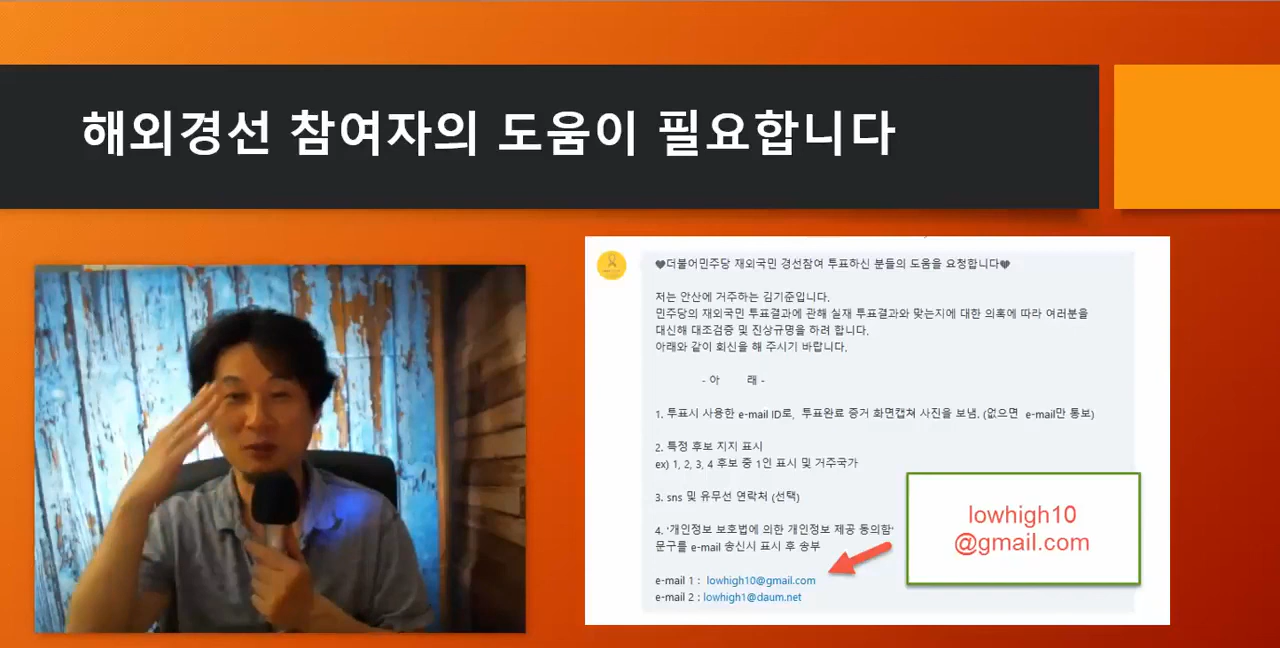 해외경선 참여자의 도움이 필요합니다
♥더불어민주당 재외국민 경선참여 투표하신 분들의 도움을 요청합니다♥
저는 안산에 거주하는 김기준입니다.
민주당의 재외국민 투표결과에 관해 실재 투표결과와 맞는지에 대한 의혹에 따라 여러분을
대신해 대조검증 및 진상규명을 하려 합니다.
아래와 같이 회신을 해 주시기 바랍니다.
- 아 래 -
1. 투표시 사용한 e-mail ID로, 투표완료 증거 화면캡쳐 사진을 보냄. (없으면 e-mail만 통보)
2. 특정 후보 지지 표시
ex) 1, 2, 3, 4 후보 중 1인 표시 및 거주국가
3. sns 및 유무선 연락처 (선택)
4. '개인정보 보호법에 의한 개인정보 제공 동의함'
문구를 e-mail 송신시 표시 후 송부
e-mail 1 : lowhigh10@gmail.com
e-mail 2 : lowhigh1@daum.net
lowhigh10
@gmail.com